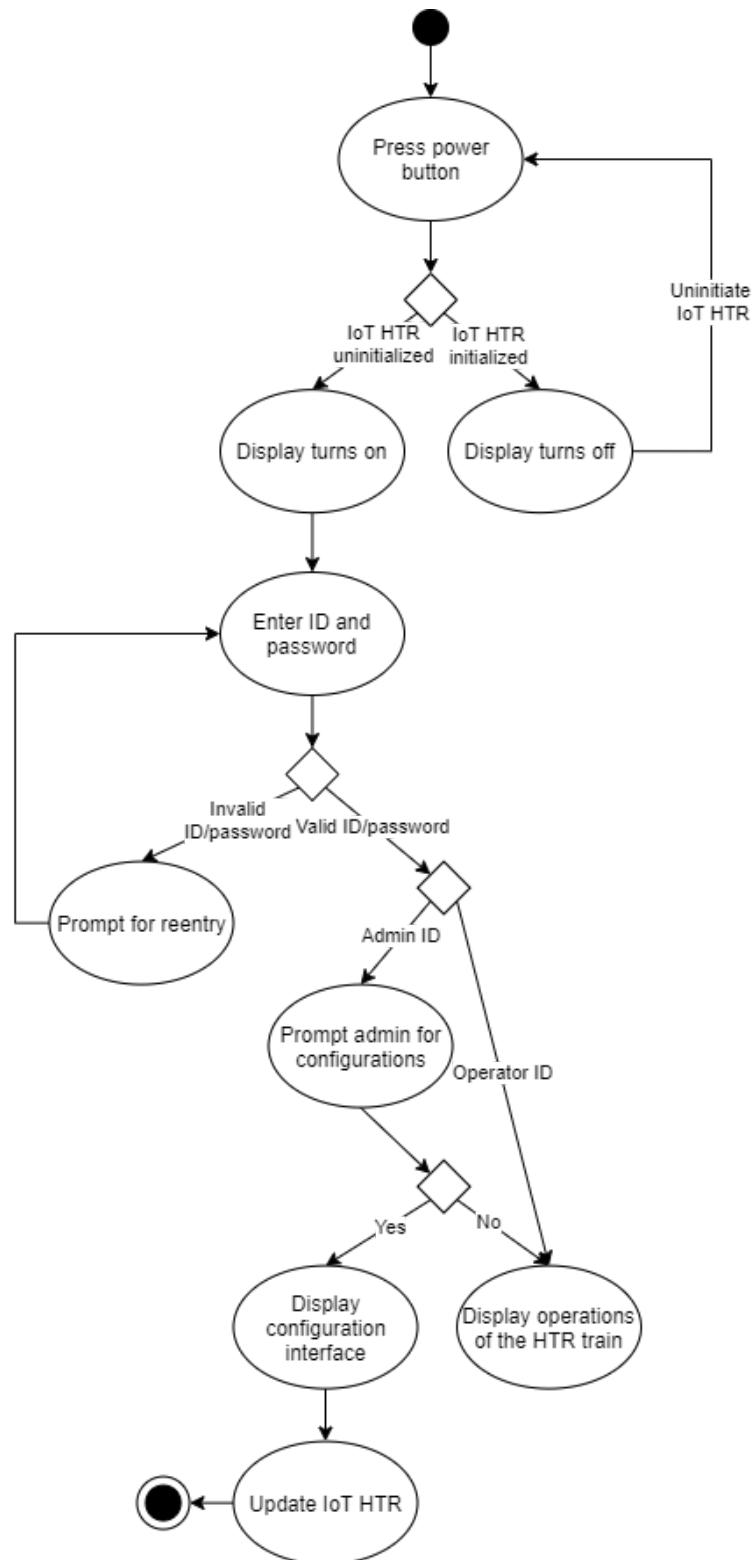 Press power
button
Uninitiate
IoT HTR
IoT HTR
uninitialized
IoT HTR
initialized
Display turns on
Display turns off
Enter ID and
password
Invalid
ID/password
Valid ID/password
Prompt for reentry
Admin ID
Prompt admin for
configurations
Operator ID
Yes
No
Display
configuration
interface
Display operations
of the HTR train
Update IoT HTR